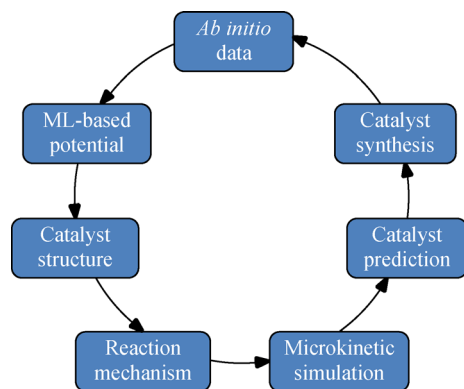 Ab initio
data
ML-based
potential
Catalyst
structure
Reaction
mechanism
Microkinetic
simulation
Catalyst
prediction
Catalyst
synthesis